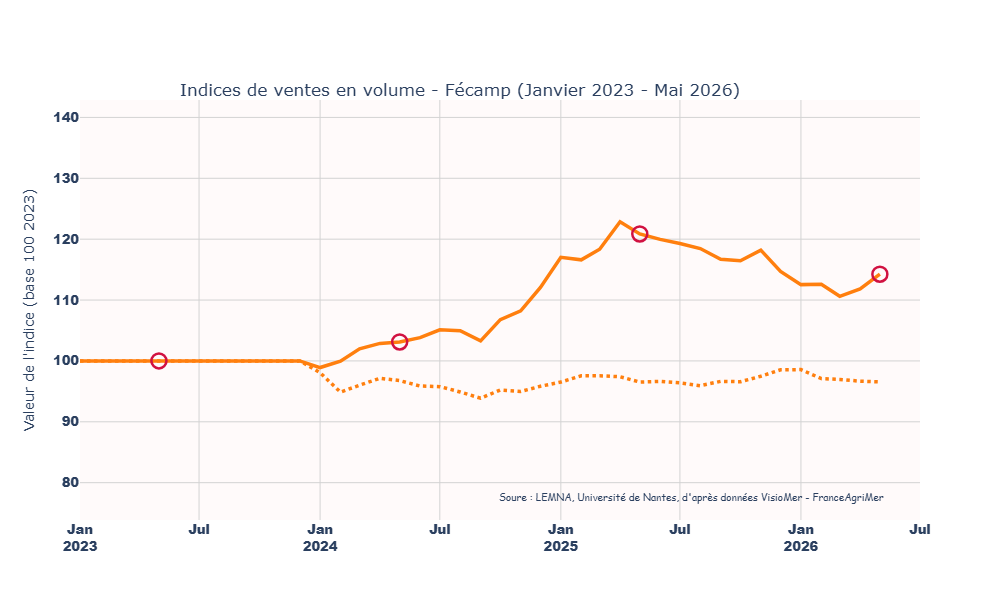 Indices de ventes en volume - Fécamp (Janvier 2023 - Mai 2026)
Valeur de l'indice (base 100 2023)
140
130
120
110
100
90
80
Soure : LEMNA, Université de Nantes, d'après données VisioMer - FranceAgriMer
Jan Jul Jan Jul Jan Jul Jan Jul
2023 2024 2025 2026